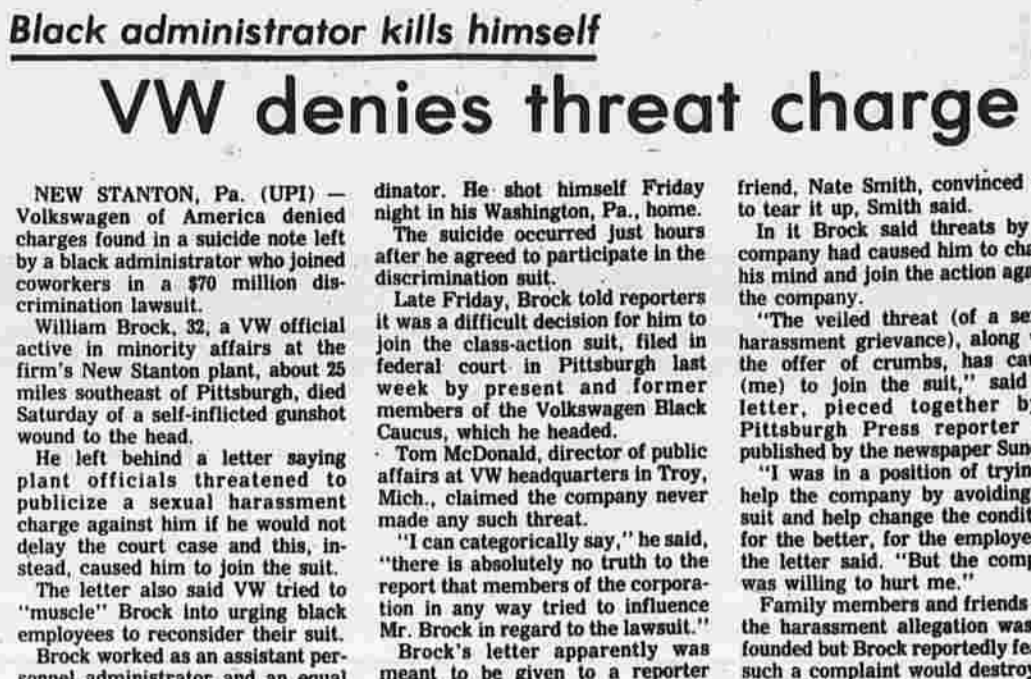 Black administrator kills himself
VW denies threat charge
NEW STANTON, Pa. (UPI) —
Volkswagen of America denied
charges found in a suicide note left
by a black administrator who joined
coworkers in a $70 million dis-
crimination lawsuit.
William Brock, 32, a VW official
active in minority affairs at the
firm's New Stanton plant, about 25
miles southeast of Pittsburgh, died
Saturday of a self-inflicted gunshot
wound to the head.
He left behind a letter saying
plant officials threatened to
publicize a sexual harassment
charge against him if he would not
delay the court case and this, in-
stead, caused him to join the suit.
The letter also said VW tried to
"muscle" Brock into urging black
employees to reconsider their suit.
Brock worked as an assistant per-
sonnel administrator and an equal
dinator. He shot himself Friday
night in his Washington, Pa., home.
The suicide occurred just hours
after he agreed to participate in the
discrimination suit.
Late Friday, Brock told reporters
it was a difficult decision for him to
join the class-action suit, filed in
federal court in Pittsburgh last
week by present and former
members of the Volkswagen Black
Caucus, which he headed.
Tom McDonald, director of public
affairs at VW headquarters in Troy,
Mich., claimed the company never
made any such threat.
"I can categorically say," he said,
"there is absolutely no truth to the
report that members of the corpora-
tion in any way tried to influence
Mr. Brock in regard to the lawsuit."
Brock's letter apparently was
meant to be given to a reporter
friend, Nate Smith, convinced
to tear it up, Smith said.
In it Brock said threats by
company had caused him to
his mind and join the action
the company.
"The veiled threat (of a
harassment grievance), along
the offer of crumbs, has
(me) to join the suit," said
letter, pieced together
Pittsburgh Press reporter
published by the newspaper
"I was in a position of
help the company by avoiding
suit and help change the
for the better, for the
the letter said. "But the
was willing to hurt me."
Family members and friends
the harassment allegation was
founded but Brock reportedly
such a complaint would